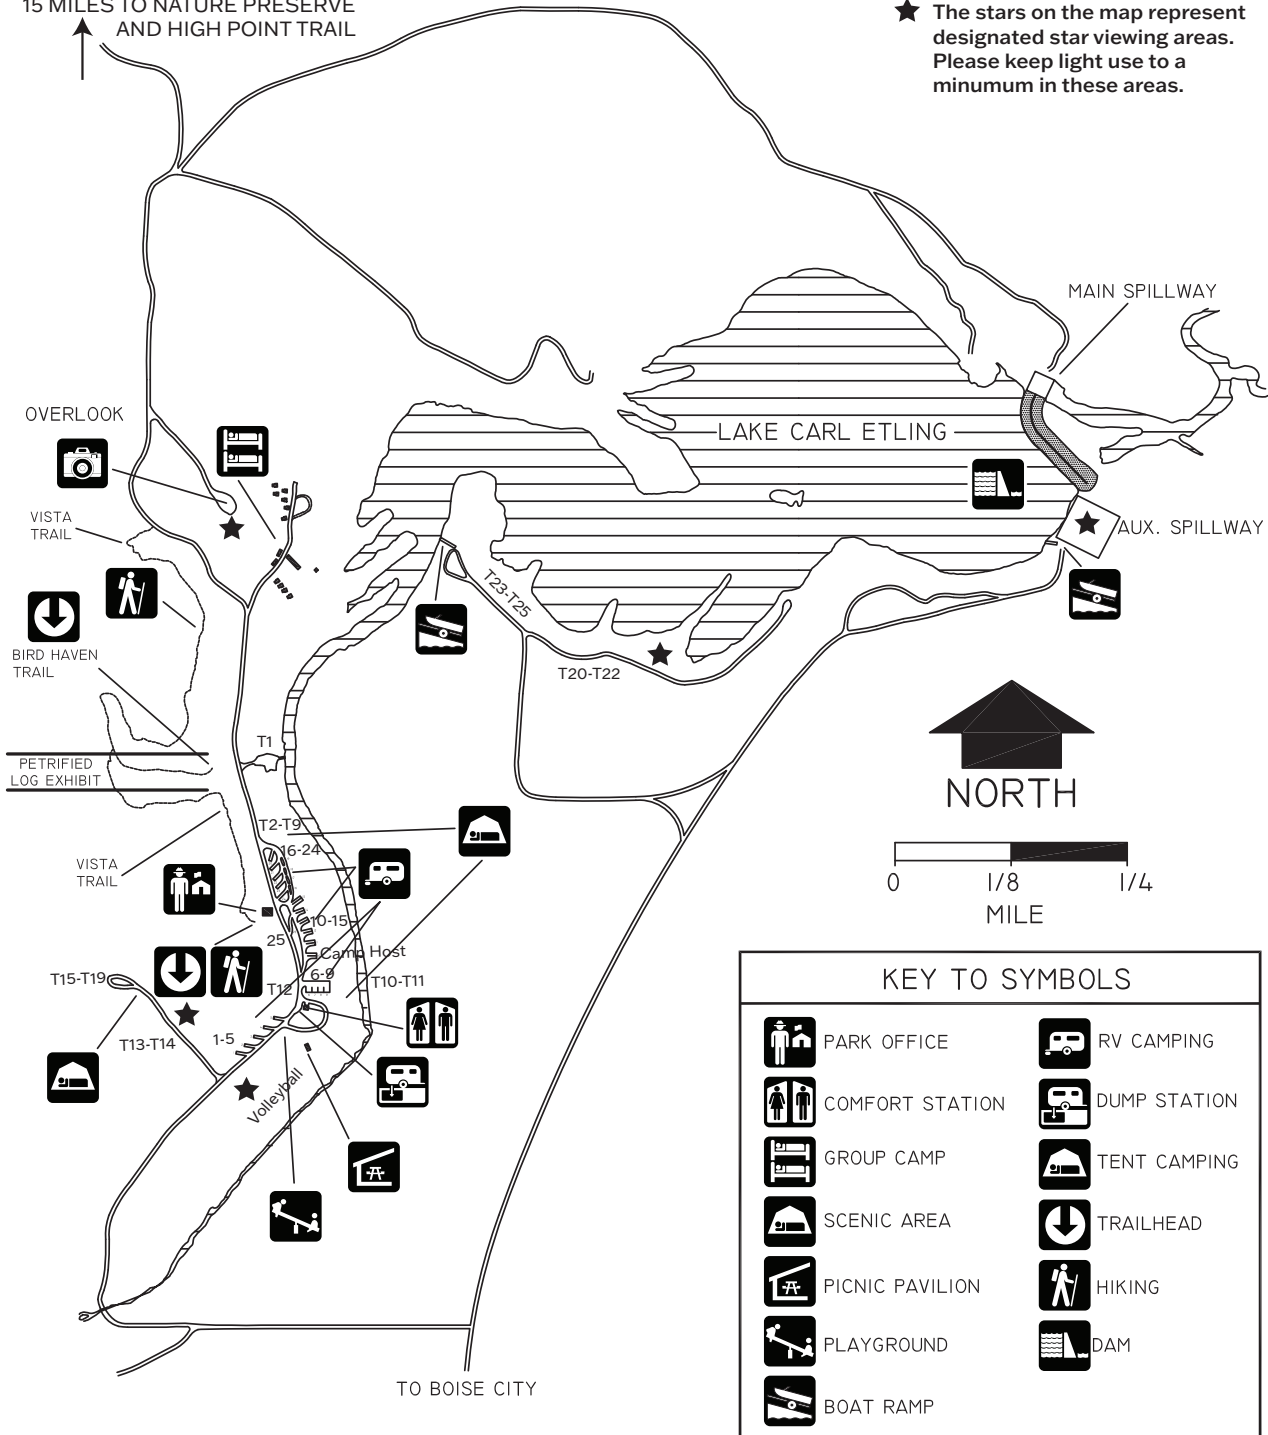 15 MILES TO NATURE PRESERVE
AND HIGH POINT TRAIL
The stars on the map represent
designated star viewing areas.
Please keep light use to a
minumum in these areas.
MAIN SPILLWAY
OVERLOOK
LAKE CARL ETLING
VISTA
TRAIL
AUX. SPILLWAY
T23-T25
BIRD HAVEN
TRAIL
T20-T22
T1
PETRIFIED
LOG EXHIBIT
NORTH
T2-T9
16-24
VISTA
TRAIL
0 1/8 1/4
MILE
10-15
25
Camp Host
6-9
T15-T19
T12
T10-T11
1-5
T13-T14
Volleyball
TO BOISE CITY
KEY TO SYMBOLS
PARK OFFICE
COMFORT STATION
GROUP CAMP
SCENIC AREA
PICNIC PAVILION
PLAYGROUND
BOAT RAMP
RV CAMPING
DUMP STATION
TENT CAMPING
TRAILHEAD
HIKING
DAM